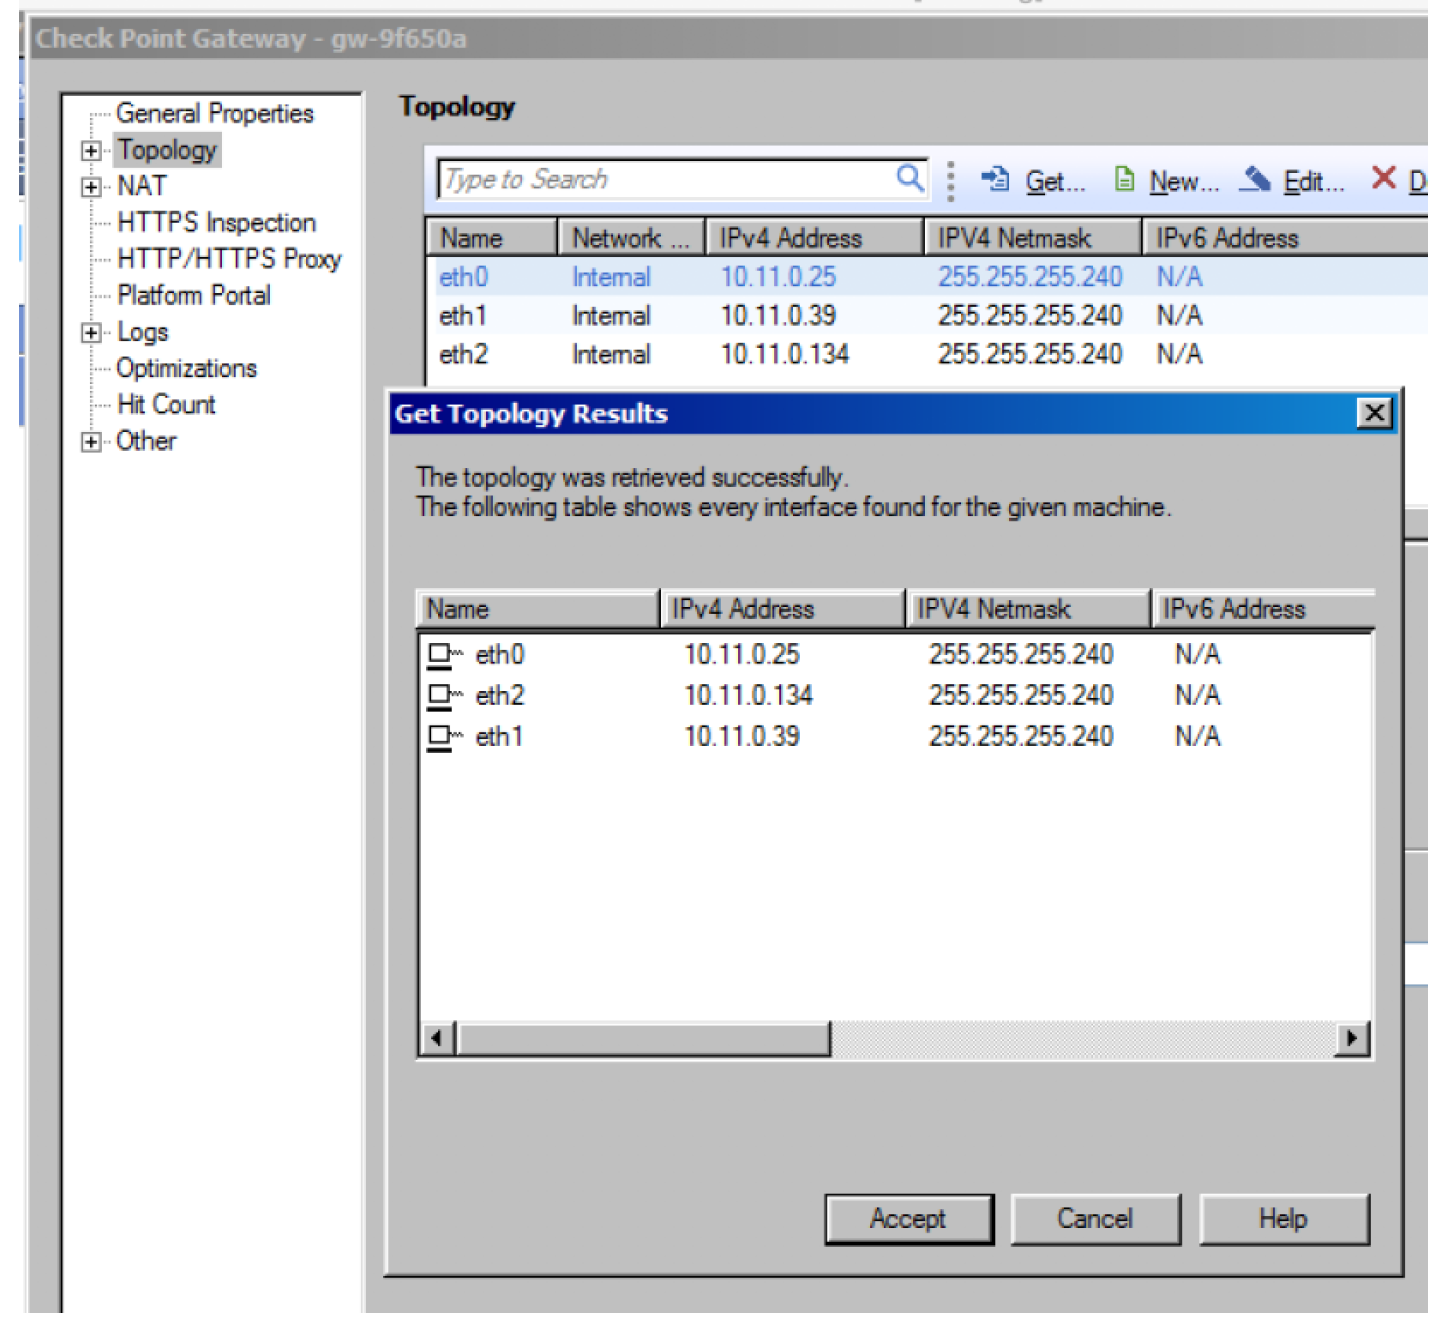 Check Point Gateway - gw-9f650a
General Properties
Topology
NAT
HTTPS Inspection
HTTP/HTTPS Proxy
Platform Portal
Logs
Optimizations
Hit Count
Other
Topology
Type to Search Get... New... Edit... D
Name Network ... IPv4 Address IPV4 Netmask IPv6 Address
eth0 Internal 10.11.0.25 255.255.255.240 N/A
eth1 Internal 10.11.0.39 255.255.255.240 N/A
eth2 Internal 10.11.0.134 255.255.255.240 N/A
Get Topology Results
The topology was retrieved successfully.
The following table shows every interface found for the given machine.
Name IPv4 Address IPV4 Netmask IPv6 Address
eth0 10.11.0.25 255.255.255.240 N/A
eth2 10.11.0.134 255.255.255.240 N/A
eth1 10.11.0.39 255.255.255.240 N/A
Accept Cancel Help